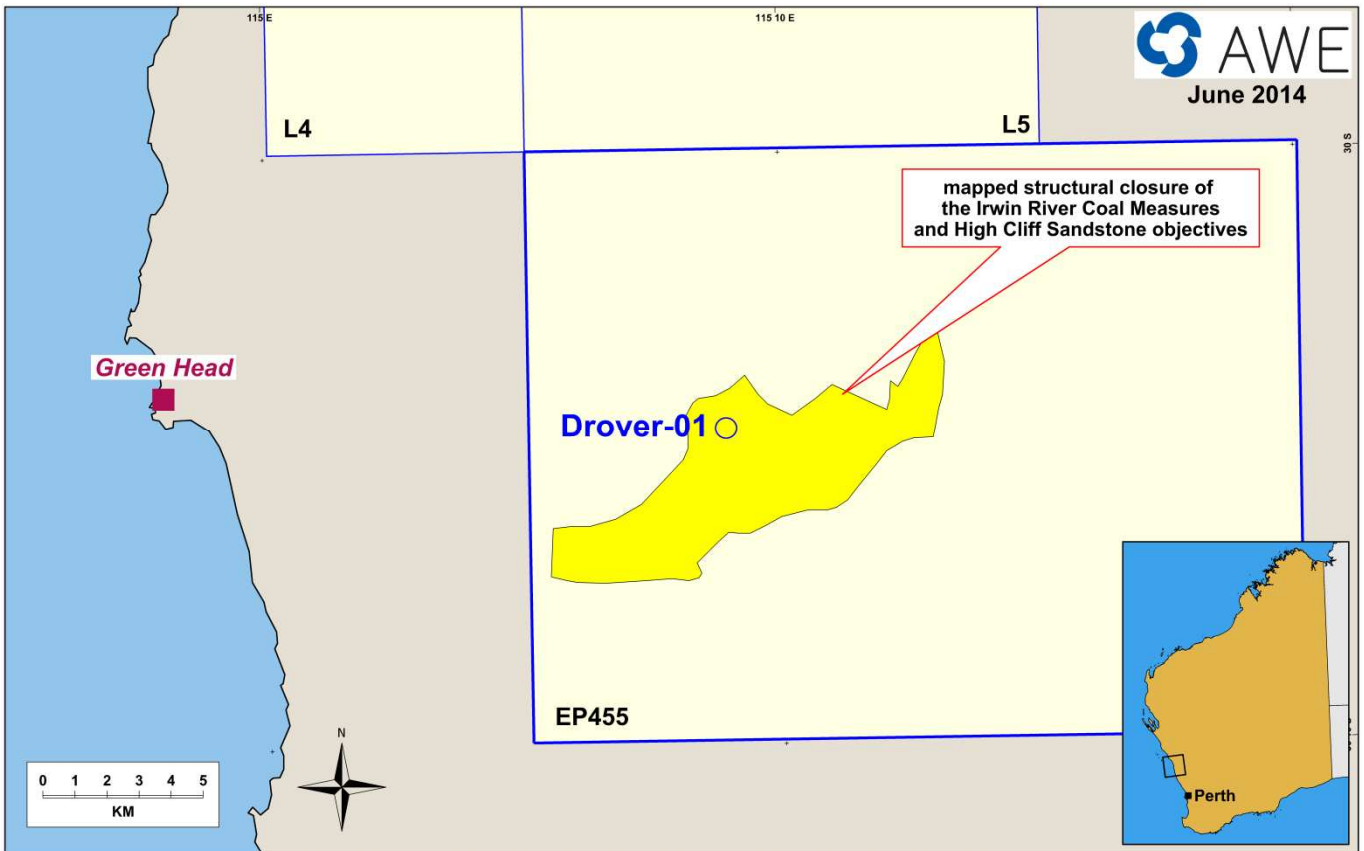 115 E
115 10 E
AWE
June 2014
L4
L5
30 S
mapped structural closure of
the Irwin River Coal Measures
and High Cliff Sandstone objectives
Green Head
Drover-01
EP455
N
0 1 2 3 4 5
KM
Perth